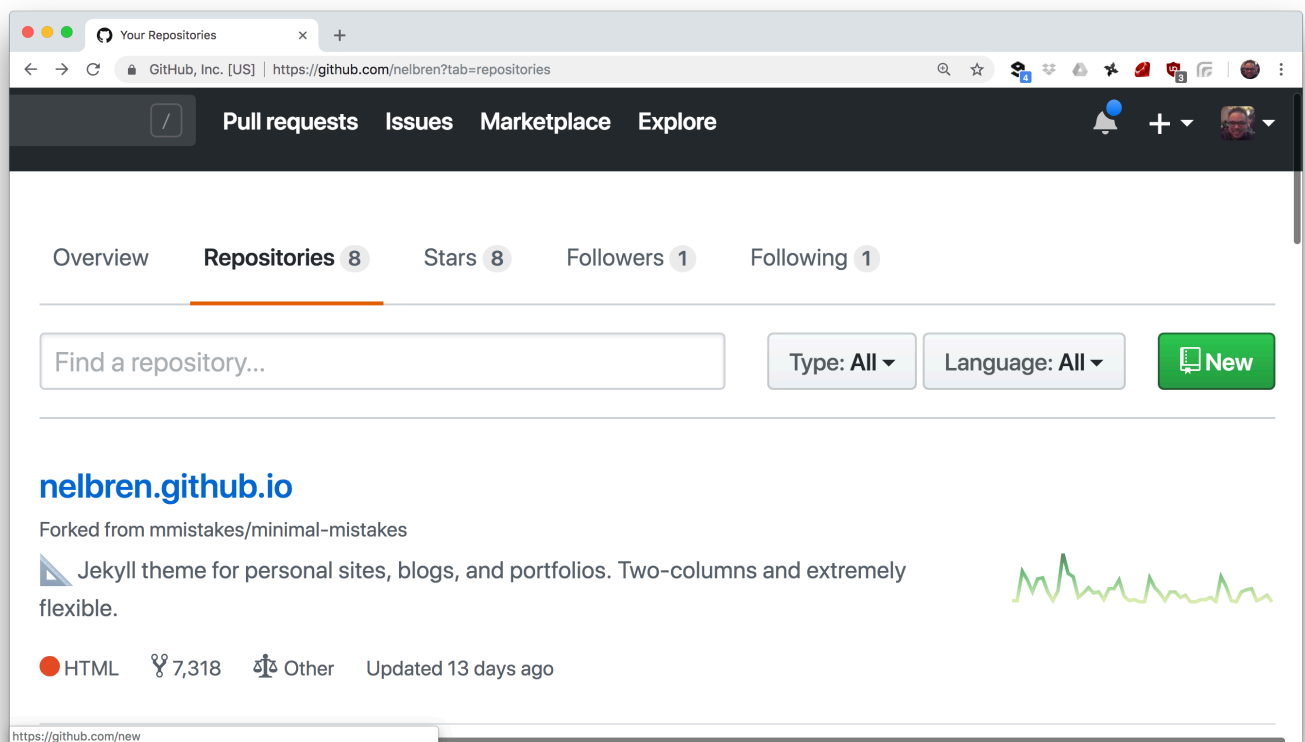 Your Repositories
GitHub, Inc. [US] https://github.com/nelbren?tab=repositories
4
3
/ Pull requests Issues Marketplace Explore
Overview Repositories 8 Stars 8 Followers 1 Following 1
Find a repository... Type: All Language: All New
nelbren.github.io
Forked from mmistakes/minimal-mistakes
Jekyll theme for personal sites, blogs, and portfolios. Two-columns and extremely
flexible.
HTML 7,318 Other Updated 13 days ago
https://github.com/new